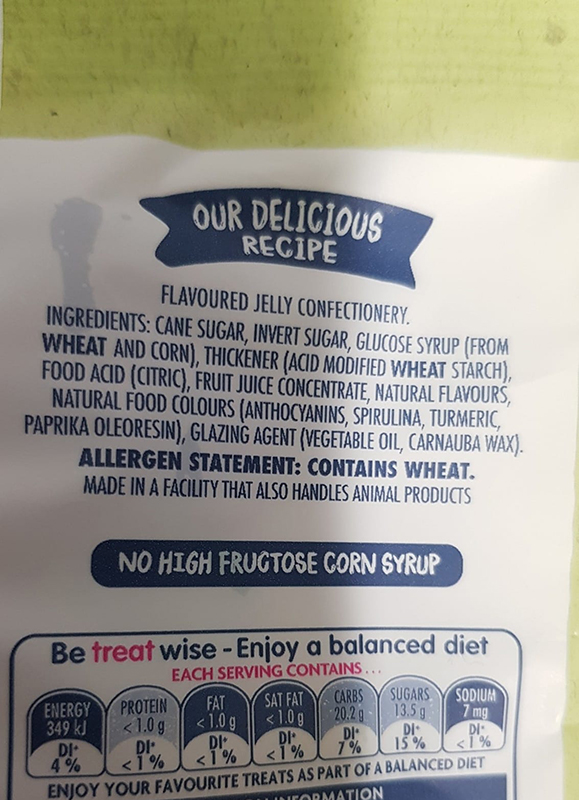 OUR DELICIOUS
RECIPE
FLAVOURED JELLY CONFECTIONERY.
INGREDIENTS: CANE SUGAR, INVERT SUGAR, GLUCOSE SYRUP (FROM
WHEAT AND CORN), THICKENER (ACID MODIFIED WHEAT STARCH),
FOOD ACID (CITRIC), FRUIT JUICE CONCENTRATE, NATURAL FLAVOURS,
NATURAL FOOD COLOURS (ANTHOCYANINS, SPIRULINA, TURMERIC,
PAPRIKA OLEORESIN), GLAZING AGENT (VEGETABLE OIL, CARNAUBA WAX).
ALLERGEN STATEMENT: CONTAINS WHEAT.
MADE IN A FACILITY THAT ALSO HANDLES ANIMAL PRODUCTS
NO HIGH FRUCTOSE CORN SYRUP
Be treat wise - Enjoy a balanced diet
EACH SERVING CONTAINS...
ENERGY
349 kJ
DI*
4 %
PROTEIN
< 1.0 g
DI*
< 1 %
FAT
< 1.0 g
DI*
< 1 %
SAT FAT
< 1.0 g
DI*
< 1 %
CARBS
20.2 g
DI*
7 %
SUGARS
13.5 g
DI*
15 %
SODIUM
7 mg
DI*
< 1 %
ENJOY YOUR FAVOURITE TREATS AS PART OF A BALANCED DIET
INFORMATION